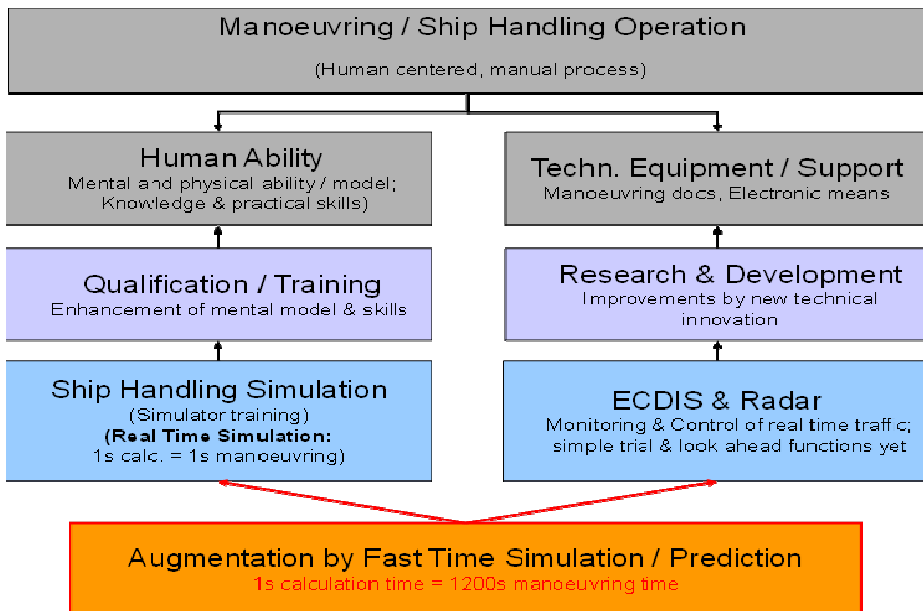 Manoeuvring / Ship Handling Operation
(Human centered, manual process)
Human Ability
Mental and physical ability / model;
Knowledge & practical skills)
Techn. Equipment / Support
Manoeuvring docs, Electronic means
Qualification / Training
Enhancement of mental model & skills
Research & Development
Improvements by new technical
innovation
Ship Handling Simulation
(Simulator training)
(Real Time Simulation:
1s calc. = 1s manoeuvring)
ECDIS & Radar
Monitoring & Control of real time traffic;
simple trial & look ahead functions yet
Augmentation by Fast Time Simulation / Prediction
1s calculation time = 1200s manoeuvring time